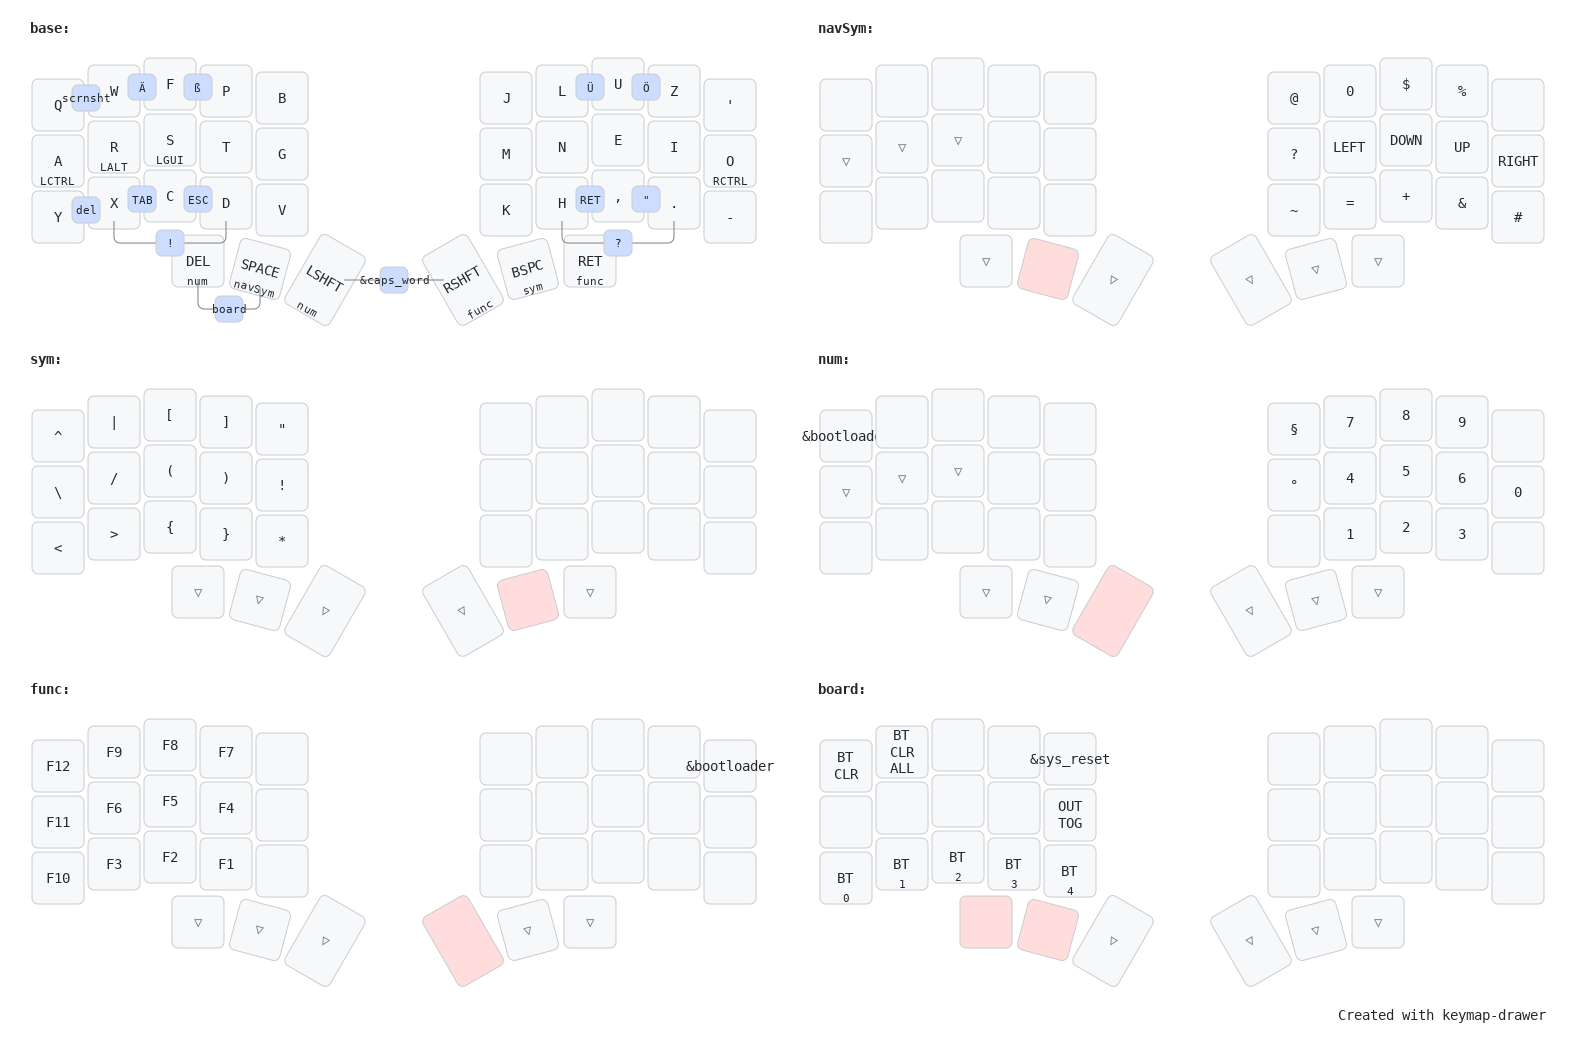 base:
Q scrnsht W Ä F ß P B J L Ü U Ö Z '
A LCTRL R LALT S LGUI T G M N E I O RCTRL
Y del X TAB C ESC D V K H RET , " . -
! ?
DEL num SPACE navSym LSHFT num &caps_word RSHFT func BSPC sym RET func
board
navSym:
@ 0 $ % 
▽ ▽ ▽ ? LEFT DOWN UP RIGHT
~ = + & #
▽ ▽ ◁ ▽ ▽
sym:
^ | [ ] "
\ / ( ) !
< > { } *
▽ ▽ ▽ ◁ ▽
num:
&bootloade § 7 8 9
▽ ▽ ▽ ° 4 5 6 0
1 2 3
▽ ▽ ◁ ▽ ▽
func:
F12 F9 F8 F7 &bootloader
F11 F6 F5 F4
F10 F3 F2 F1
▽ ▽ ▽ ▽ ▽
board:
BT CLR BT CLR ALL &sys_reset
OUT TOG
BT 0 BT 1 BT 2 BT 3 BT 4
▽ ◁ ▽ ▽
Created with keymap-drawer